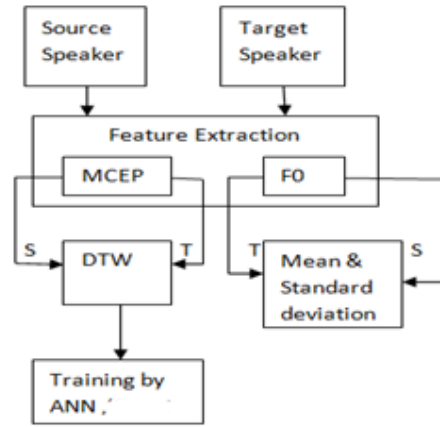 Source
Speaker
Target
Speaker
Feature Extraction
MCEP
F0
S
T
T
S
DTW
Mean &
Standard
deviation
Training by
ANN ,